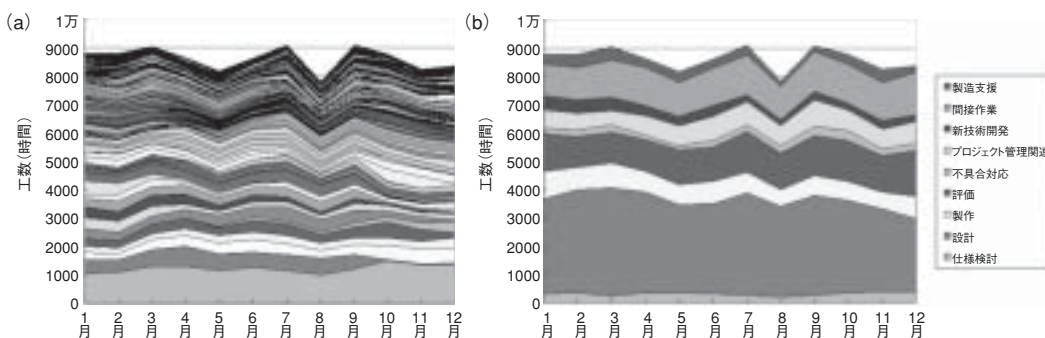 (a)
工数(時間)
1万
9000
8000
7000
6000
5000
4000
3000
2000
1000
0
1月 2月 3月 4月 5月 6月 7月 8月 9月 10月 11月 12月
(b)
工数(時間)
1万
9000
8000
7000
6000
5000
4000
3000
2000
1000
0
1月 2月 3月 4月 5月 6月 7月 8月 9月 10月 11月 12月
製造支援
間接作業
新技術開発
プロジェクト管理関連
不具合対応
評価
製作
設計
仕様検討